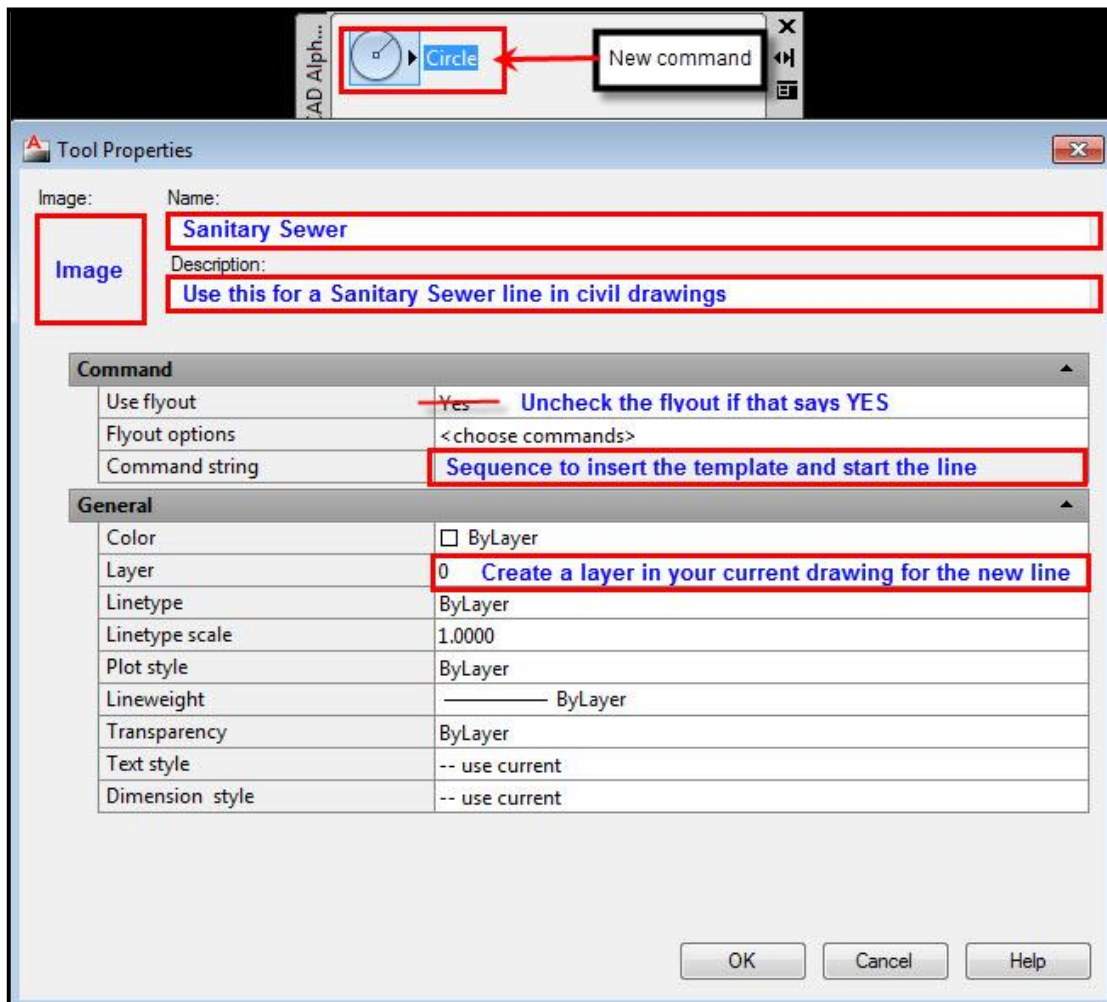 CAD Alph...
Circle
New command
Tool Properties
Image:
Name:
Sanitary Sewer
Image
Description:
Use this for a Sanitary Sewer line in civil drawings
Command
Use flyout Yes Uncheck the flyout if that says YES
Flyout options <choose commands>
Command string Sequence to insert the template and start the line
General
Color ByLayer
Layer 0 Create a layer in your current drawing for the new line
Linetype ByLayer
Linetype scale 1.0000
Plot style ByLayer
Lineweight ByLayer
Transparency ByLayer
Text style -- use current
Dimension style -- use current
OK Cancel Help